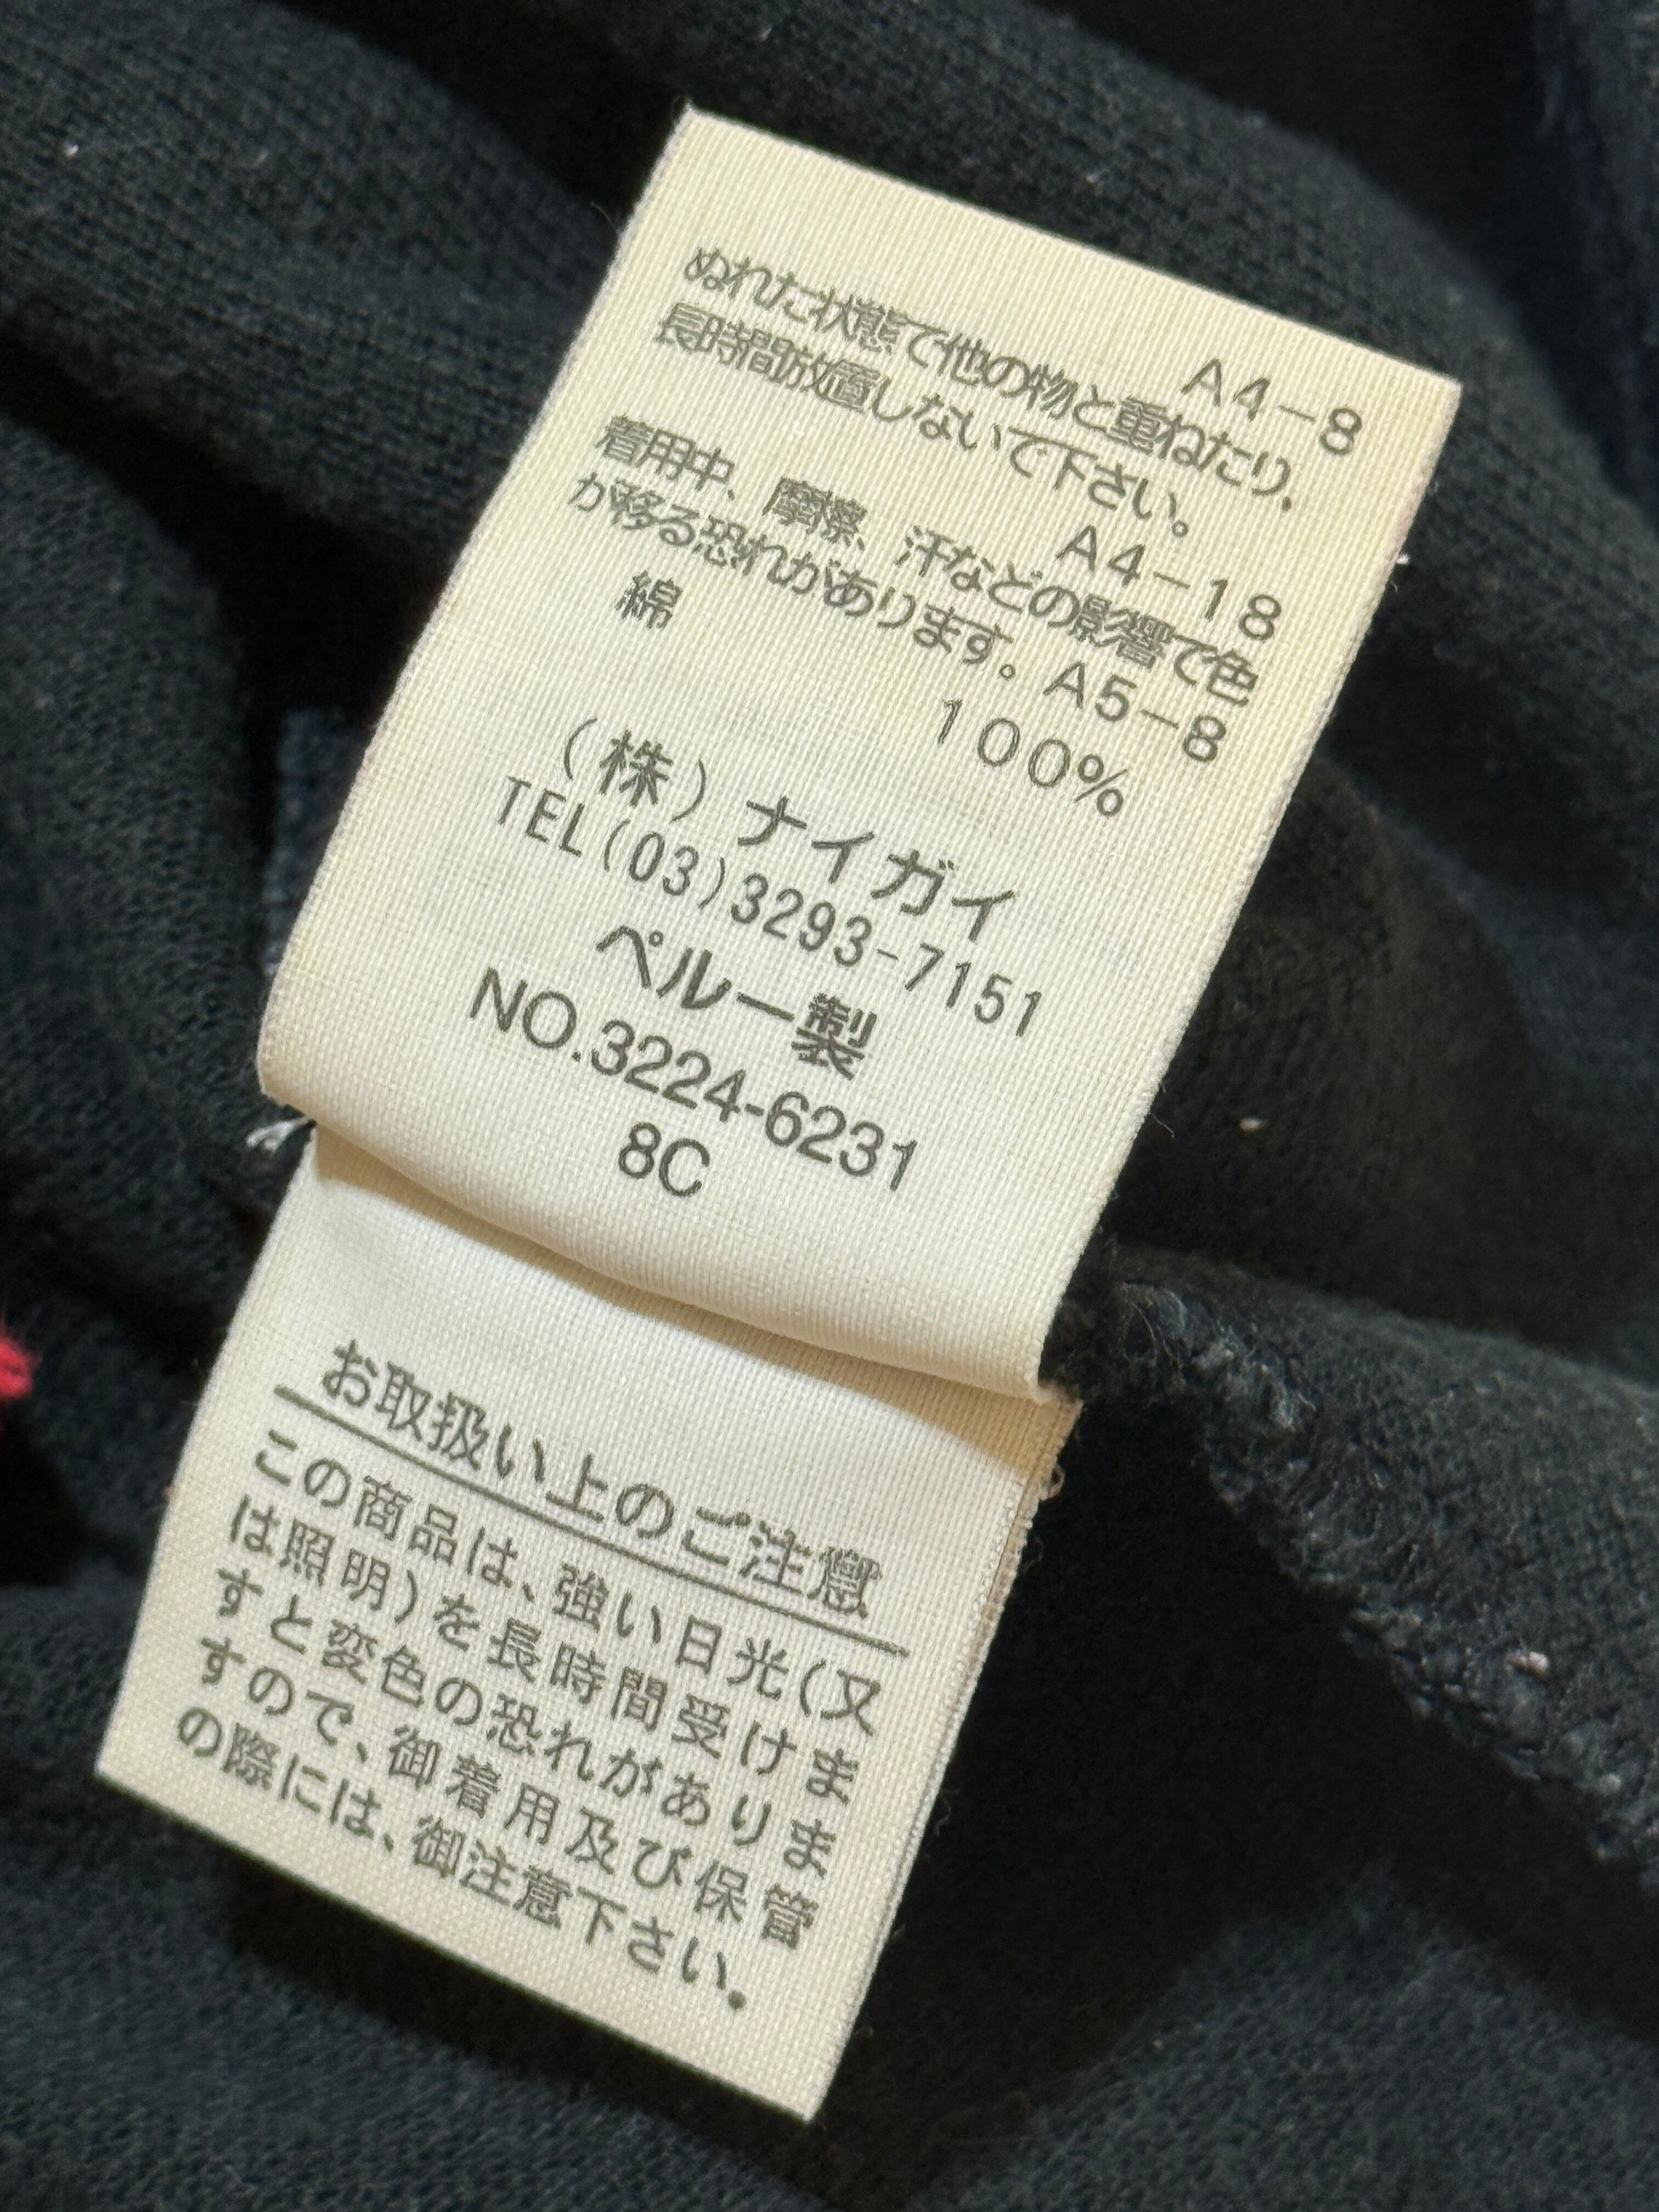 A4-8
ぬれた状態で他の物と重ねたり、
長時間放置しないで下さい。
A4-18
着用中、摩擦、汗などの影響で色
が移る恐れがあります。A5-8
綿 100%
(株)ナイガイ
TEL(03)3293-7151
ペルー製
NO.3224-6231
8C
お取扱い上のご注意
この商品は、強い日光(又
は照明)を長時間受けま
すと変色の恐れがありま
すので、御着用及び保管
の際には、御注意下さい。